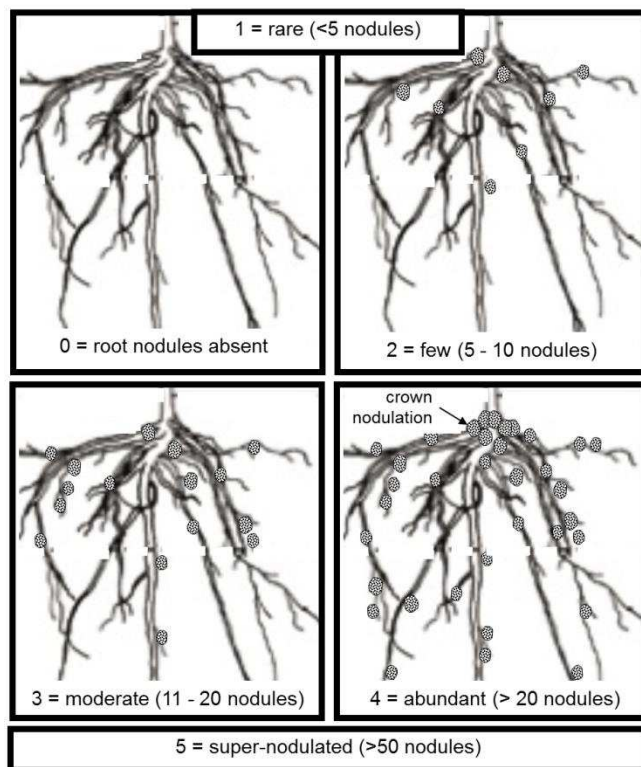 1 = rare (<5 nodules)
0 = root nodules absent
2 = few (5 - 10 nodules)
crown
nodulation
3 = moderate (11 - 20 nodules)
4 = abundant (> 20 nodules)
5 = super-nodulated (>50 nodules)